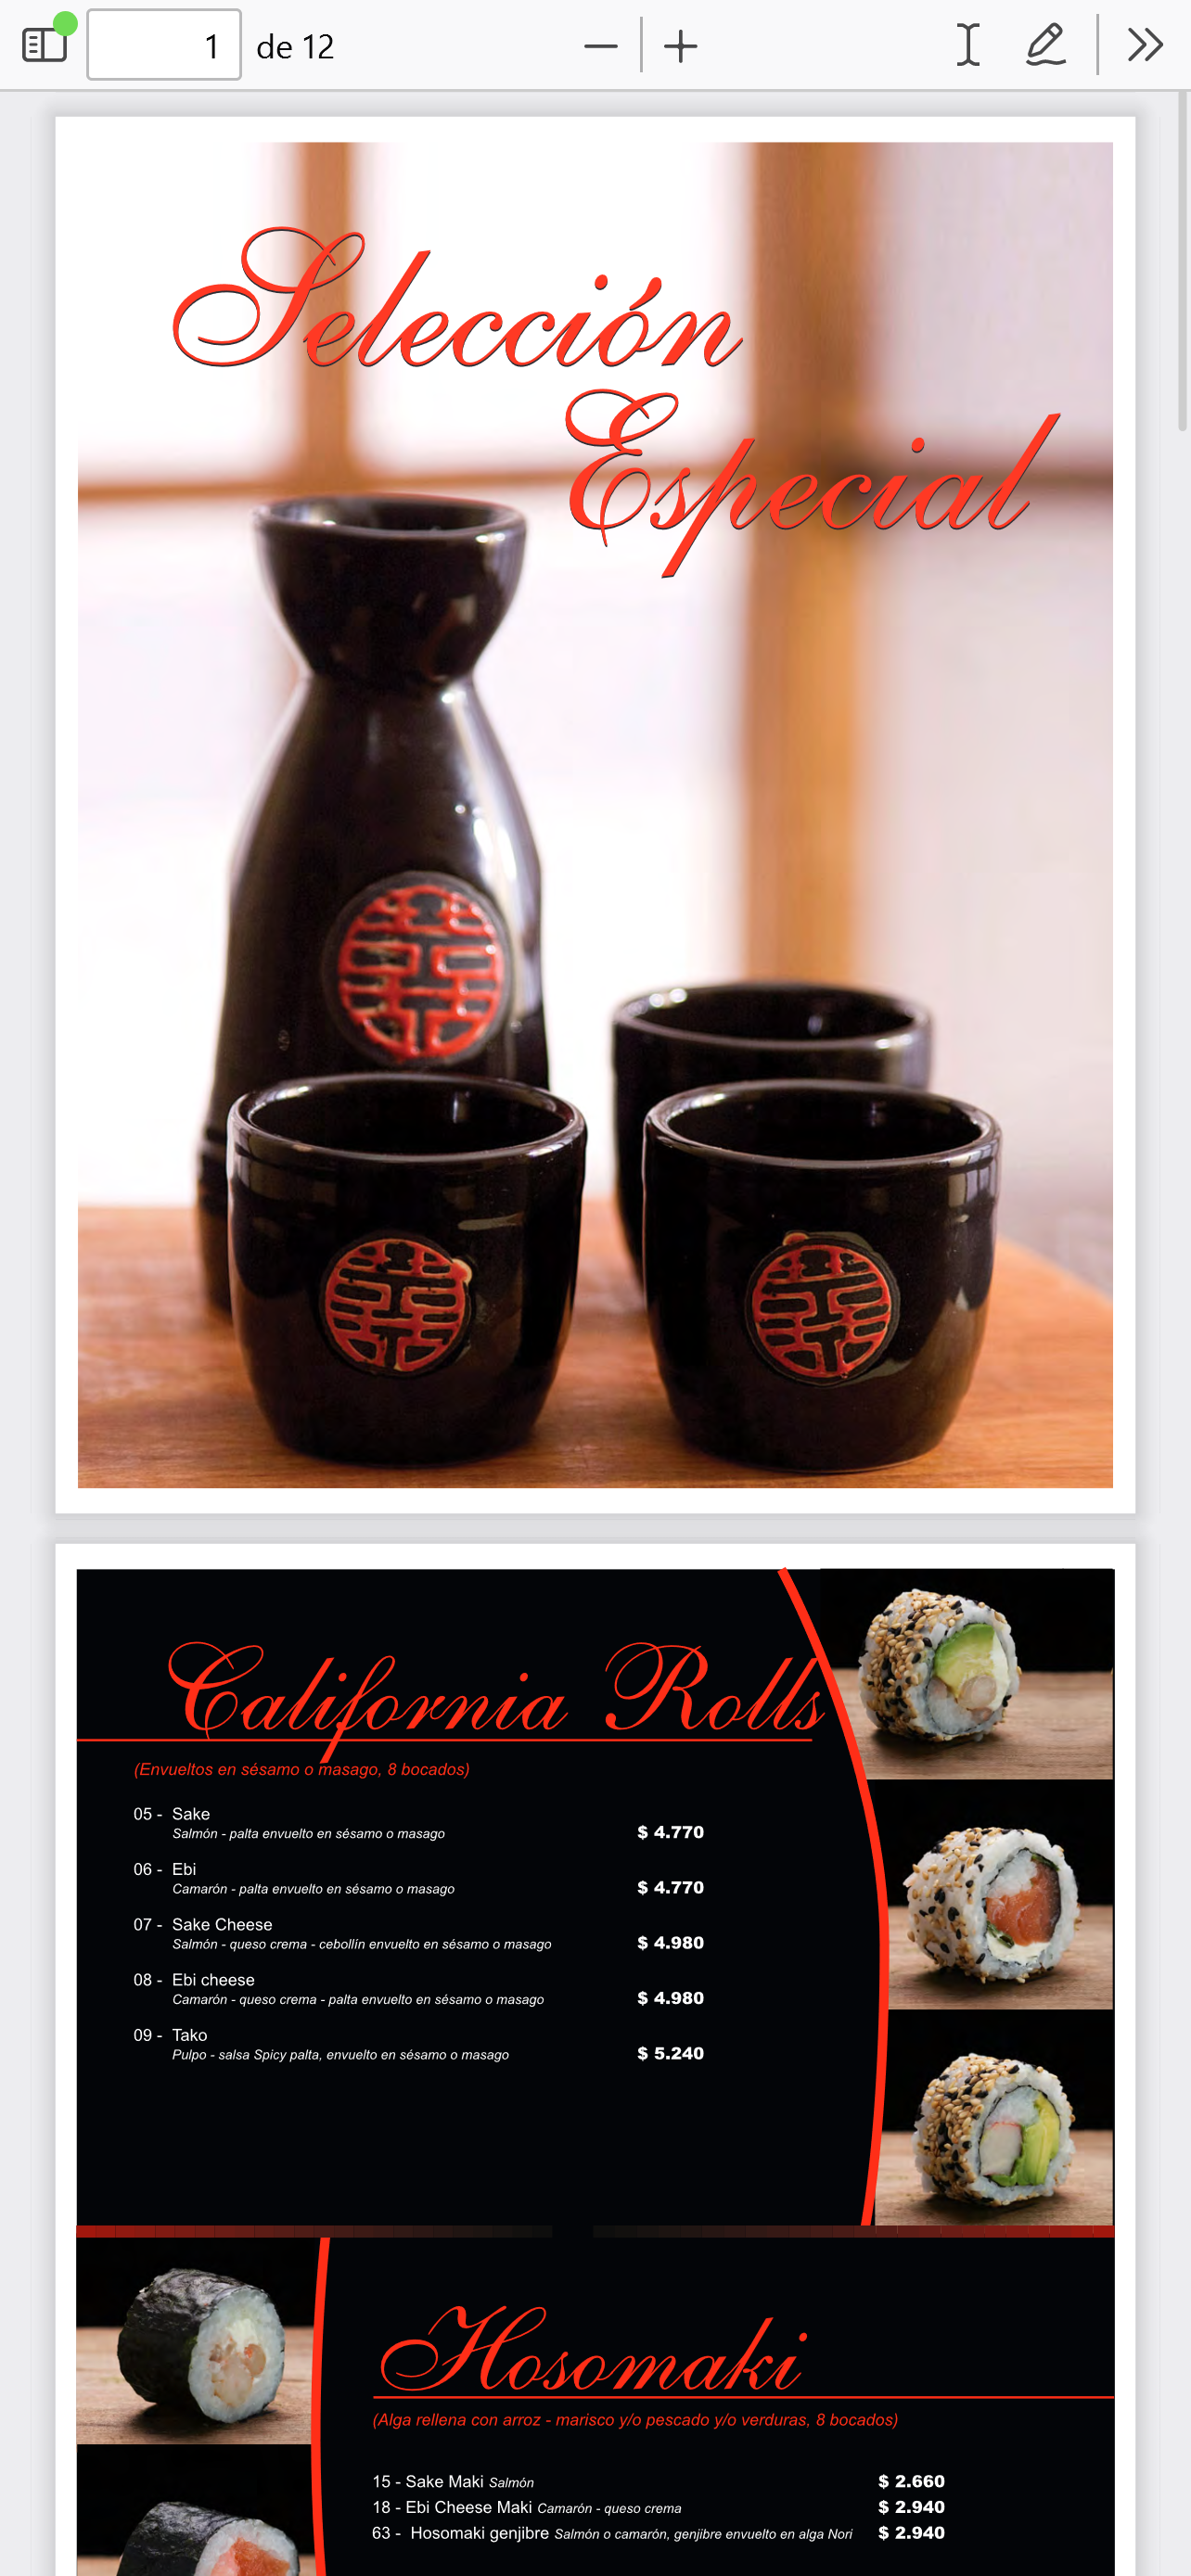 1 de 12
Selección
Especial
囍
囍
囍
California Rolls
(Envueltos en sésamo o masago, 8 bocados)
05 - Sake
Salmón - palta envuelto en sésamo o masago $ 4.770
06 - Ebi
Camarón - palta envuelto en sésamo o masago $ 4.770
07 - Sake Cheese
Salmón - queso crema - cebollín envuelto en sésamo o masago $ 4.980
08 - Ebi cheese
Camarón - queso crema - palta envuelto en sésamo o masago $ 4.980
09 - Tako
Pulpo - salsa Spicy palta, envuelto en sésamo o masago $ 5.240
Hosomaki
(Alga rellena con arroz - marisco y/o pescado y/o verduras, 8 bocados)
15 - Sake Maki Salmón $ 2.660
18 - Ebi Cheese Maki Camarón - queso crema $ 2.940
63 - Hosomaki genjibre Salmón o camarón, genjibre envuelto en alga Nori $ 2.940